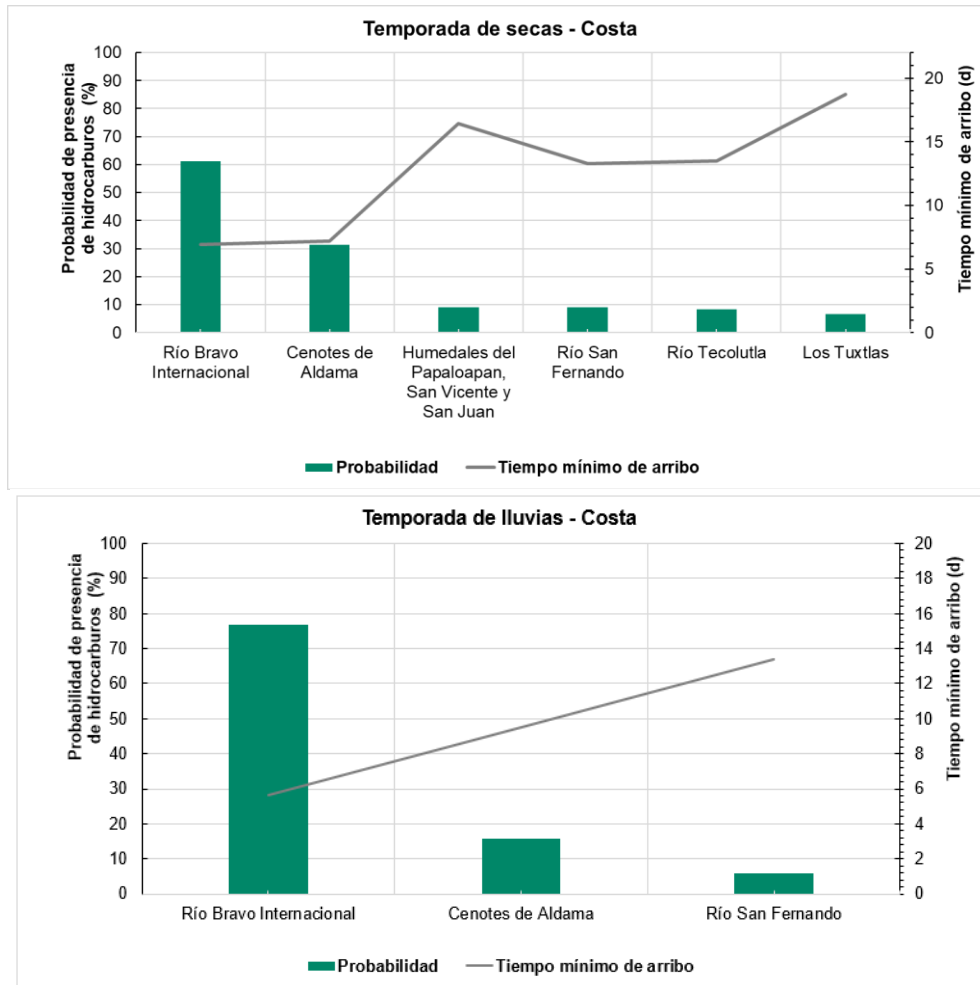 Temporada de secas - Costa
Probabilidad de presencia
de hidrocarburos (%)
100
90
80
70
60
50
40
30
20
10
0
20
15
10
5
0
Tiempo mínimo de arribo (d)
Río Bravo
Internacional
Cenotes de
Aldama
Humedales del
Papaloapan,
San Vicente y
San Juan
Río San
Fernando
Río Tecolutla
Los Tuxtlas
Probabilidad
Tiempo mínimo de arribo
Temporada de lluvias - Costa
Probabilidad de presencia
de hidrocarburos (%)
100
90
80
70
60
50
40
30
20
10
0
20
18
16
14
12
10
8
6
4
2
0
Tiempo mínimo de arribo (d)
Río Bravo Internacional
Cenotes de Aldama
Río San Fernando
Probabilidad
Tiempo mínimo de arribo